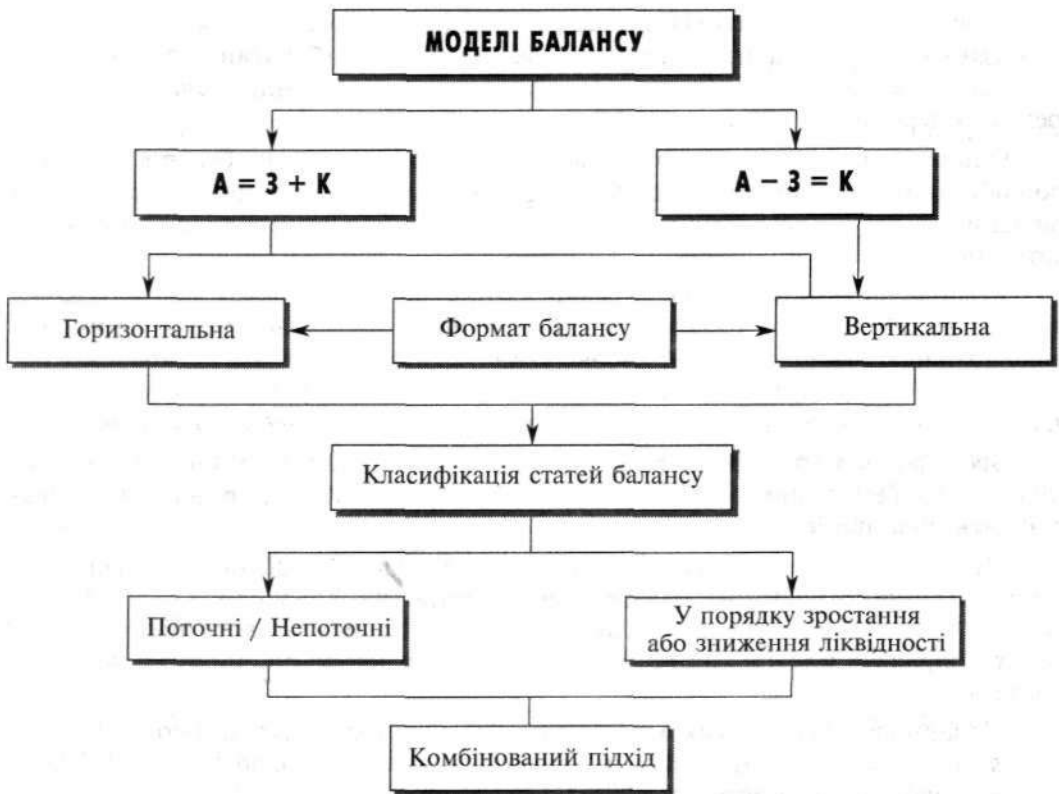 МОДЕЛІ БАЛАНСУ
А = З + К
А – З = К
Горизонтальна
Формат балансу
Вертикальна
Класифікація статей балансу
Поточні / Непоточні
У порядку зростання
або зниження ліквідності
Комбінований підхід